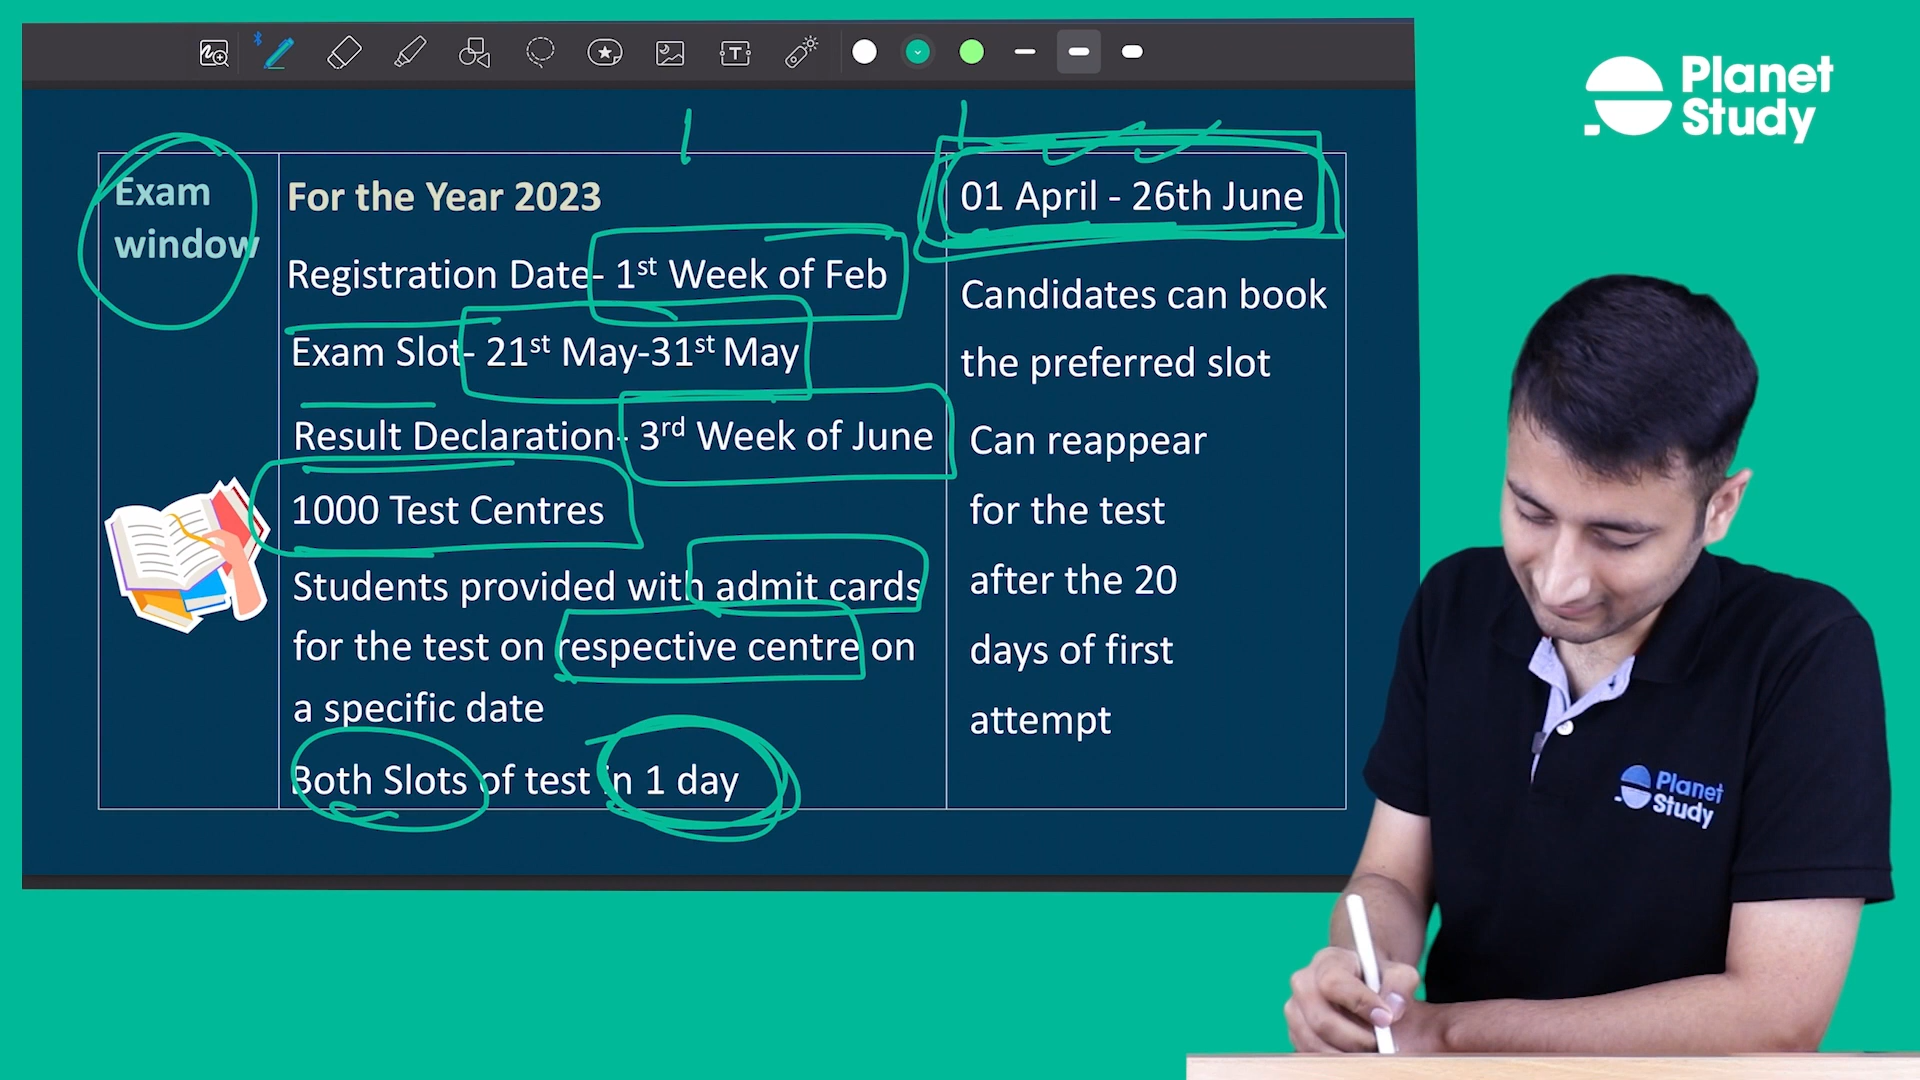 Planet
Study
Exam
window
For the Year 2023
Registration Date- 1st Week of Feb
Exam Slot- 21st May-31st May
Result Declaration- 3rd Week of June
1000 Test Centres
Students provided with admit cards
for the test on respective centre on
a specific date
Both Slots of test in 1 day
01 April - 26th June
Candidates can book
the preferred slot
Can reappear
for the test
after the 20
days of first
attempt
Planet
Study